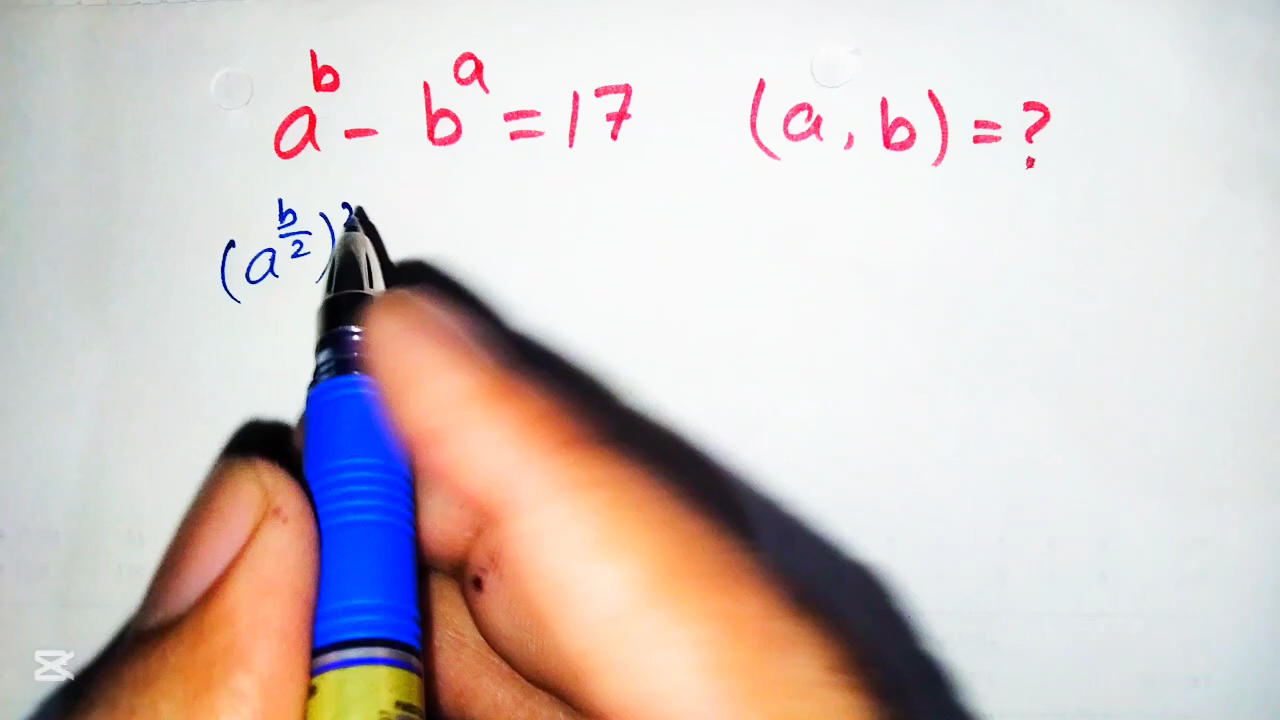 a^b - b^a = 17 (a, b) = ?
(a^{b/2})^2